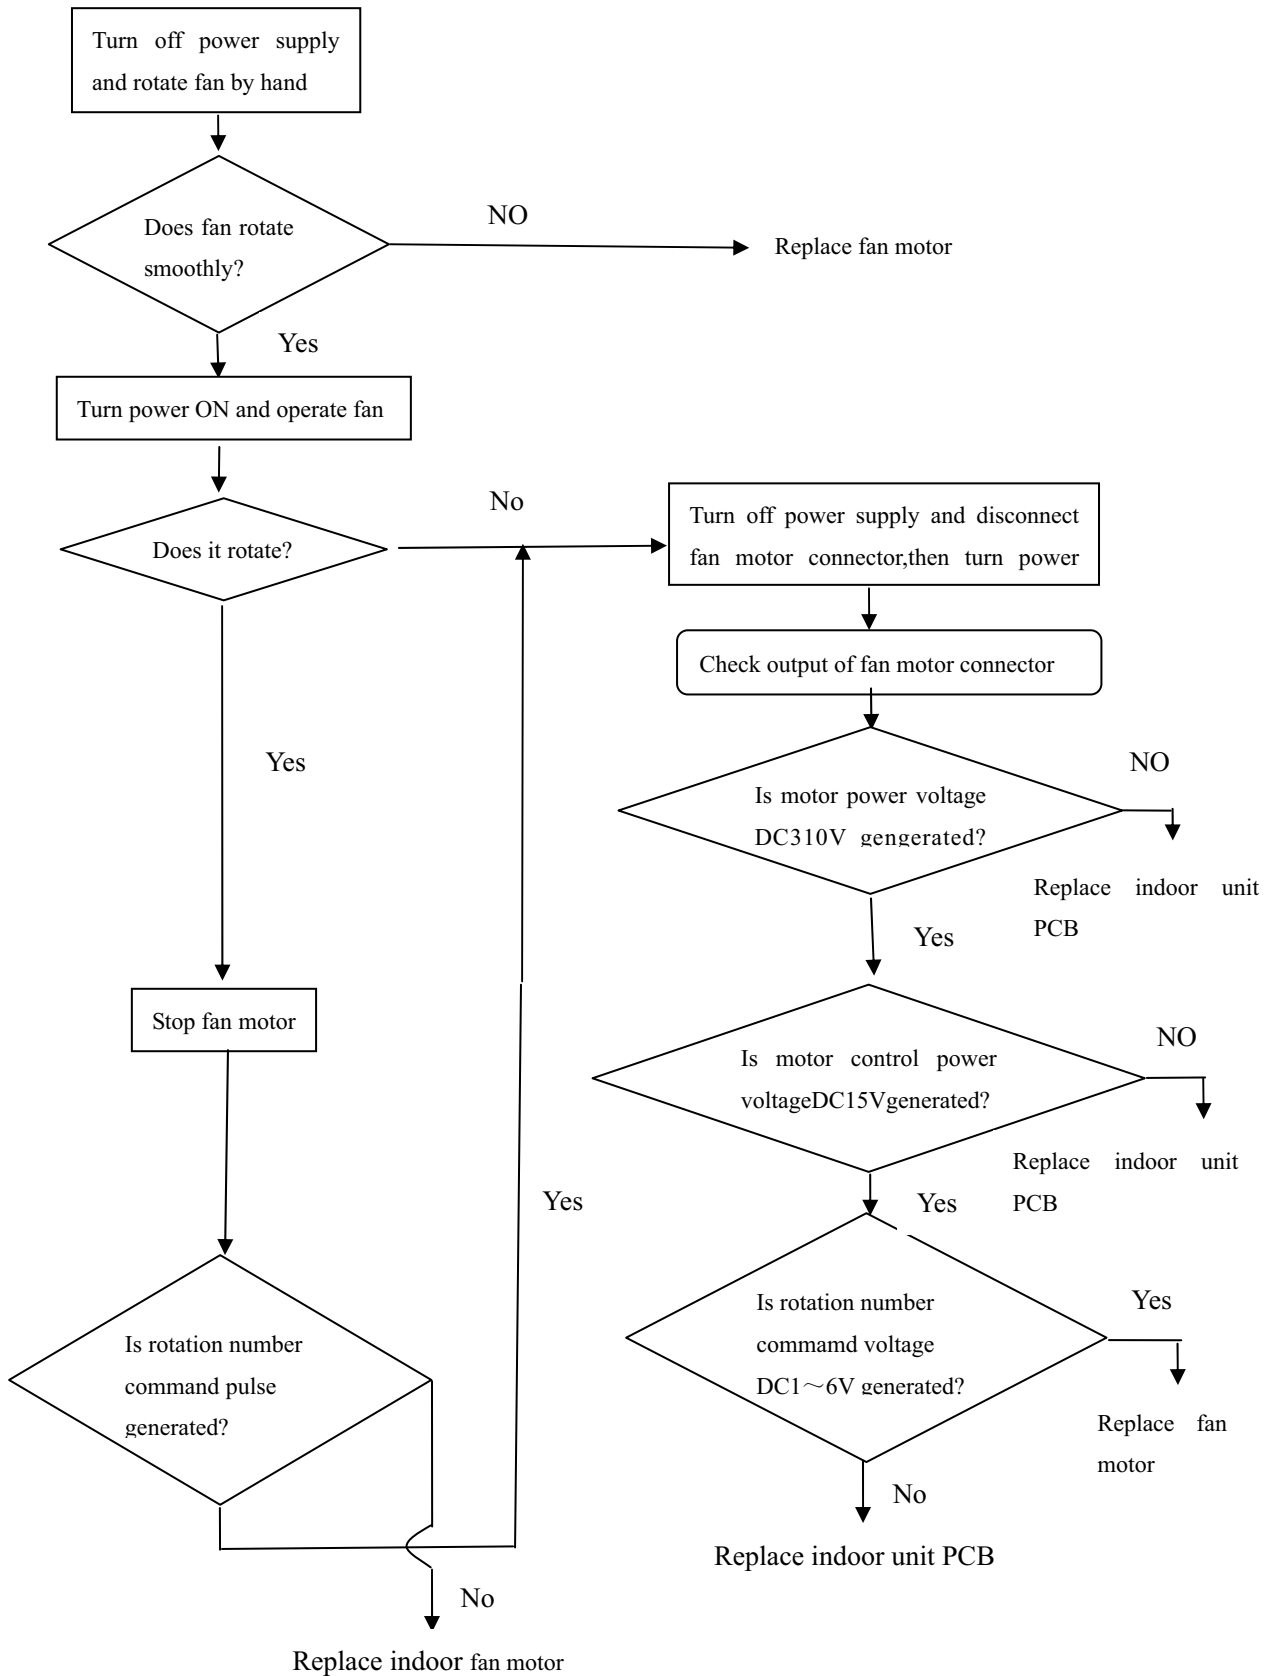 Turn off power supply
and rotate fan by hand
Does fan rotate
smoothly?
NO
Replace fan motor
Yes
Turn power ON and operate fan
Does it rotate?
No
Turn off power supply and disconnect
fan motor connector,then turn power
Check output of fan motor connector
Yes
Is motor power voltage
DC310V gengerated?
NO
Replace indoor unit
PCB
Yes
Stop fan motor
Is motor control power
voltageDC15Vgenerated?
NO
Replace indoor unit
PCB
Yes
Yes
Is rotation number
command pulse
generated?
Is rotation number
commamd voltage
DC1～6V generated?
Yes
Replace fan
motor
No
Replace indoor unit PCB
No
Replace indoor fan motor